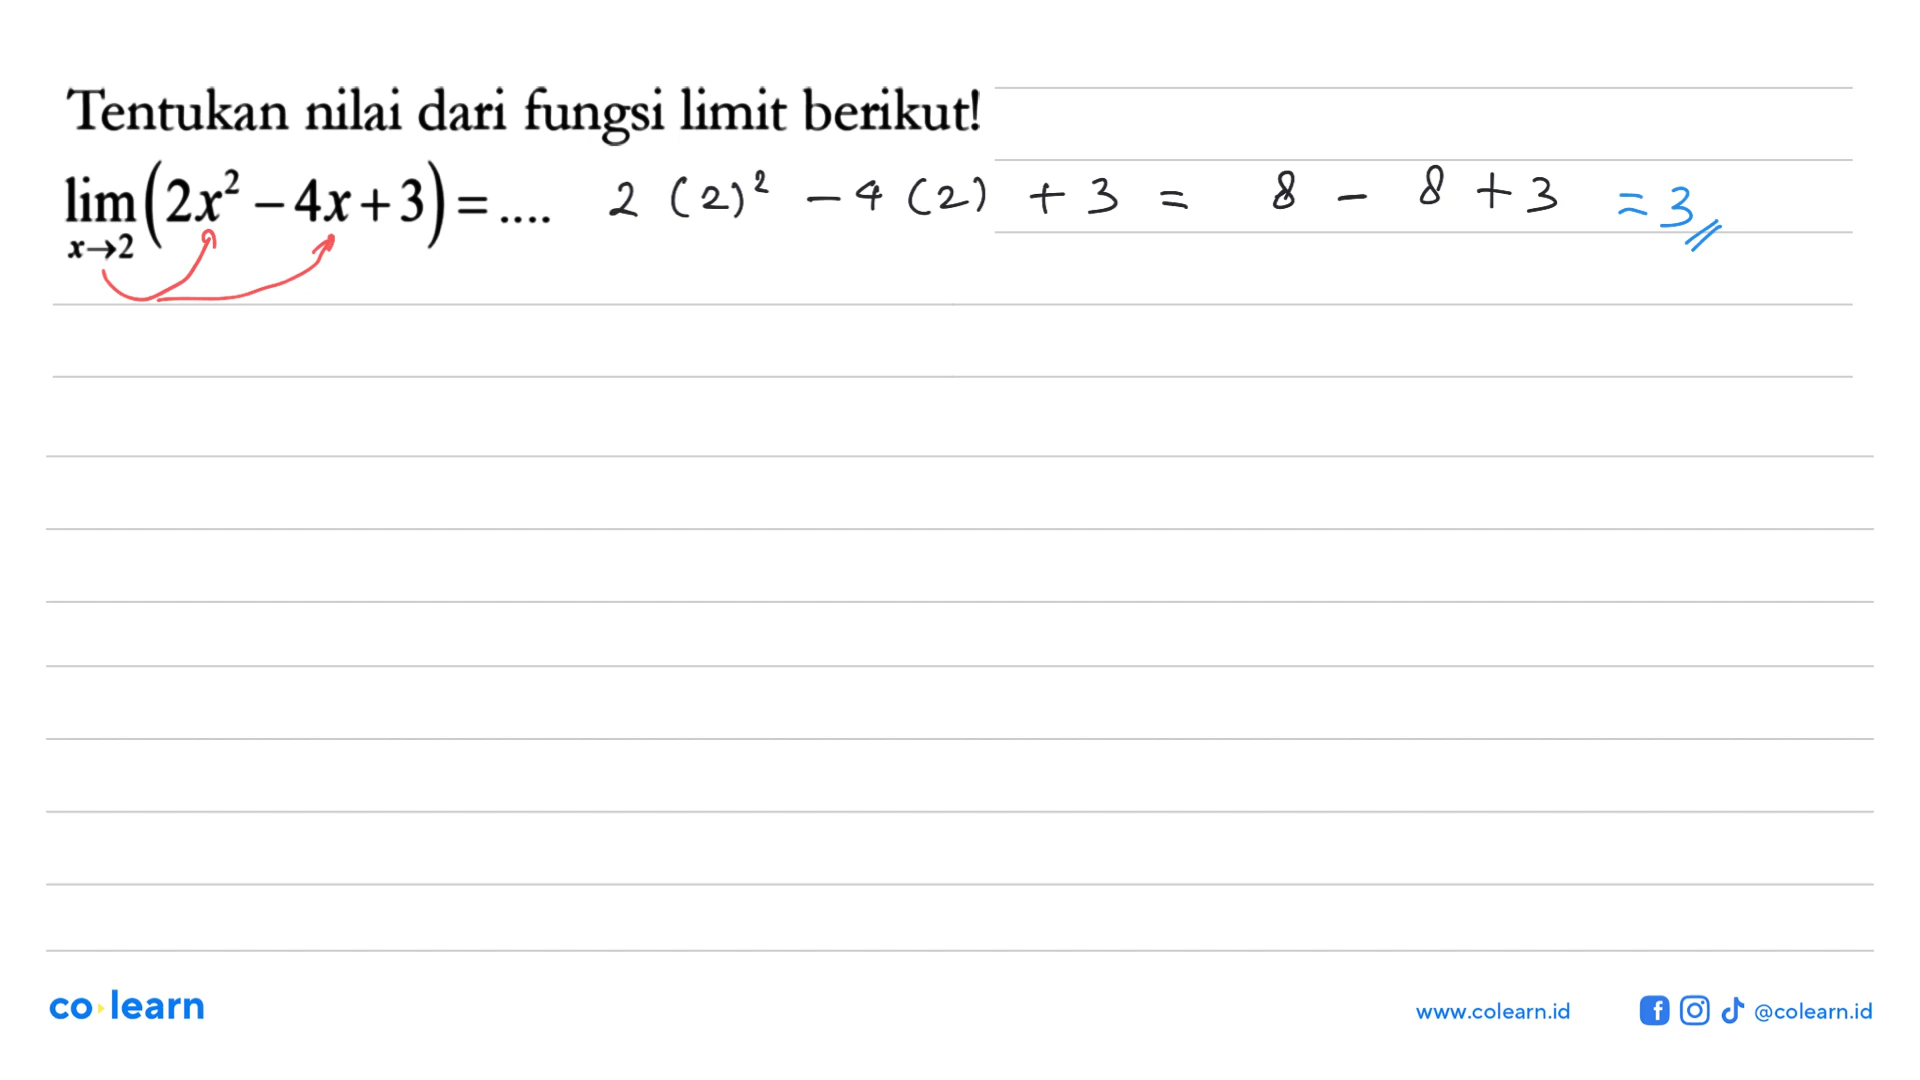 Tentukan nilai dari fungsi limit berikut!
lim x→2 (2x² – 4x + 3) = .... 2 (2)² – 4 (2) + 3 = 8 – 8 + 3 = 3
co learn
www.colearn.id @colearn.id